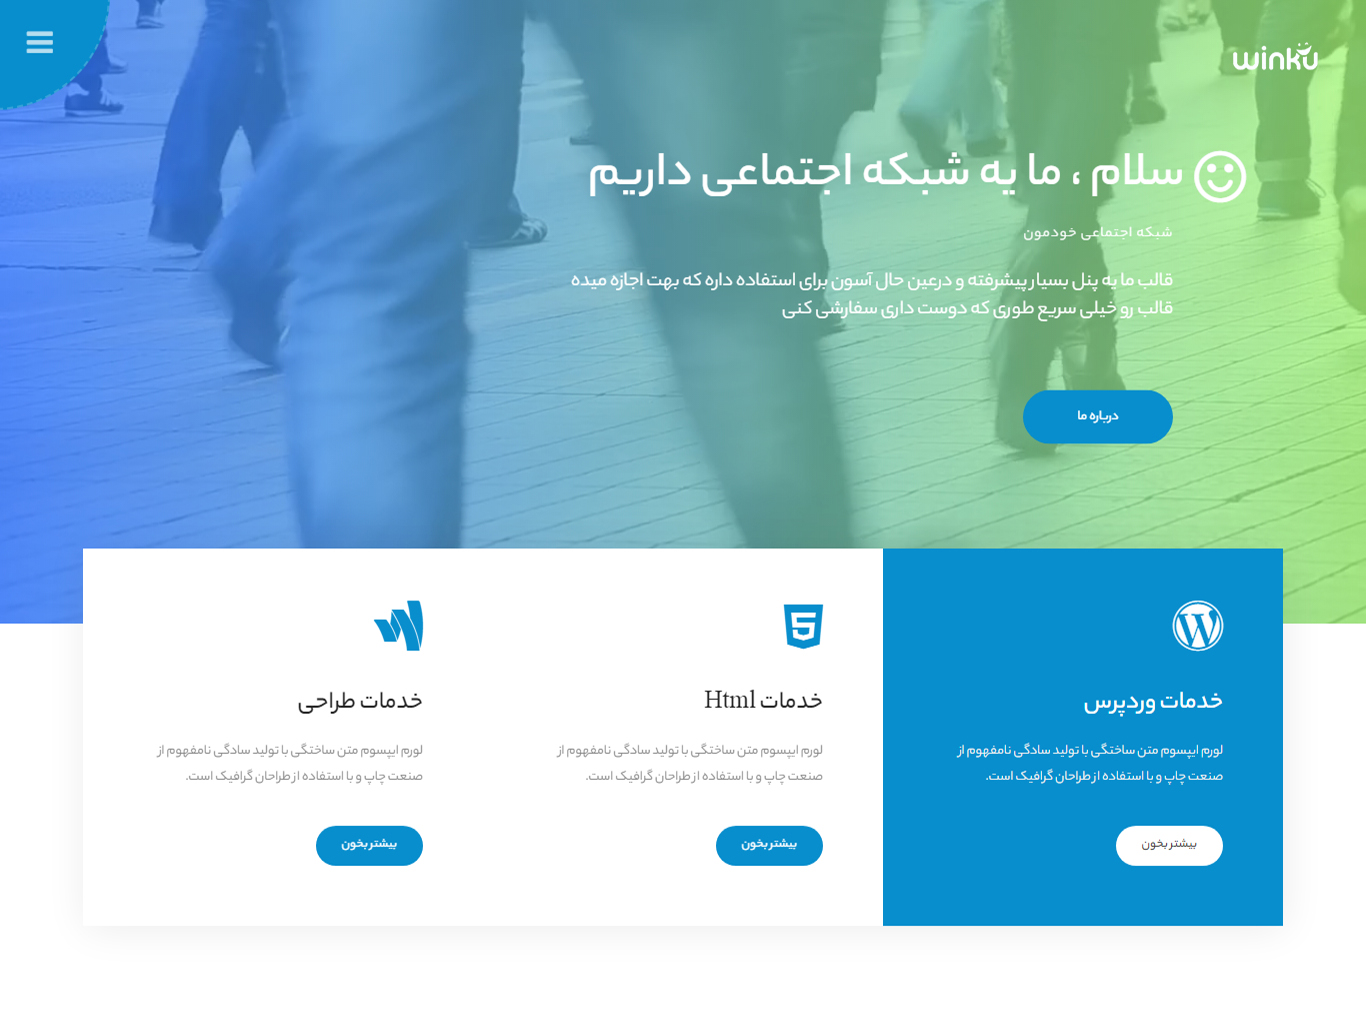 winku
سلام ، ما یه شبکه اجتماعی داریم
شبکه اجتماعی خودمون
قالب ما یه پنل بسیار پیشرفته و درعین حال آسون برای استفاده داره که بهت اجازه میده
قالب رو خیلی سریع طوری که دوست داری سفارشی کنی
درباره ما
خدمات وردپرس
لورم ایپسوم متن ساختگی با تولید سادگی نامفهوم از
صنعت چاپ و با استفاده از طراحان گرافیک است.
بیشتر بخون
خدمات Html
لورم ایپسوم متن ساختگی با تولید سادگی نامفهوم از
صنعت چاپ و با استفاده از طراحان گرافیک است.
بیشتر بخون
خدمات طراحی
لورم ایپسوم متن ساختگی با تولید سادگی نامفهوم از
صنعت چاپ و با استفاده از طراحان گرافیک است.
بیشتر بخون